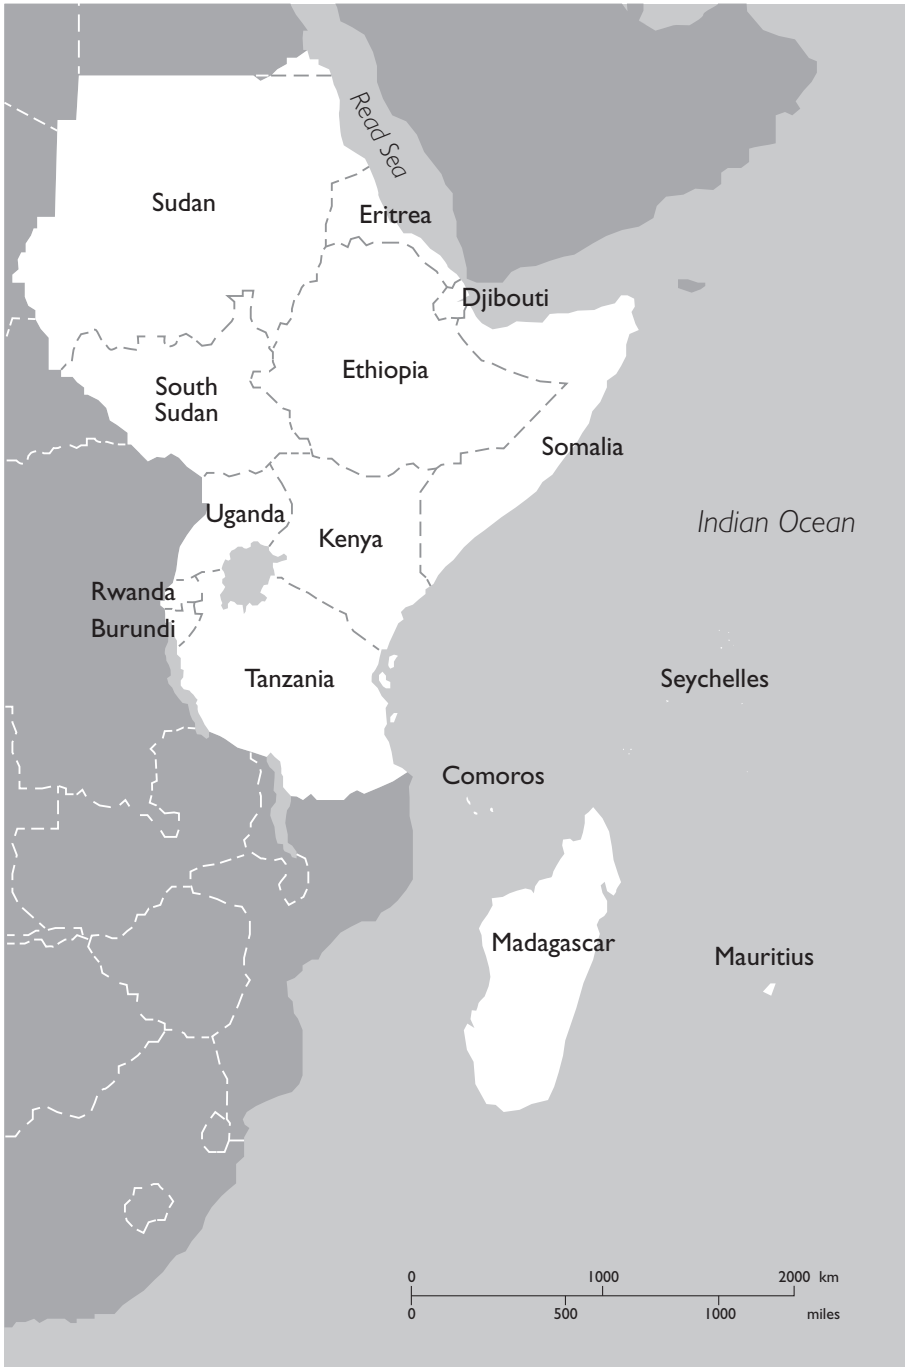 Read Sea
Sudan
Eritrea
Djibouti
Ethiopia
South
Sudan
Somalia
Uganda
Indian Ocean
Kenya
Rwanda
Burundi
Tanzania
Seychelles
Comoros
Madagascar
Mauritius
0 1000 2000 km
0 500 1000 miles